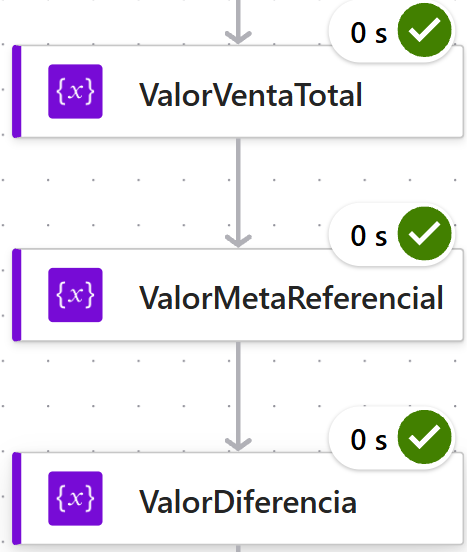 0 s
{x} ValorVentaTotal
0 s
{x} ValorMetaReferencial
0 s
{x} ValorDiferencia